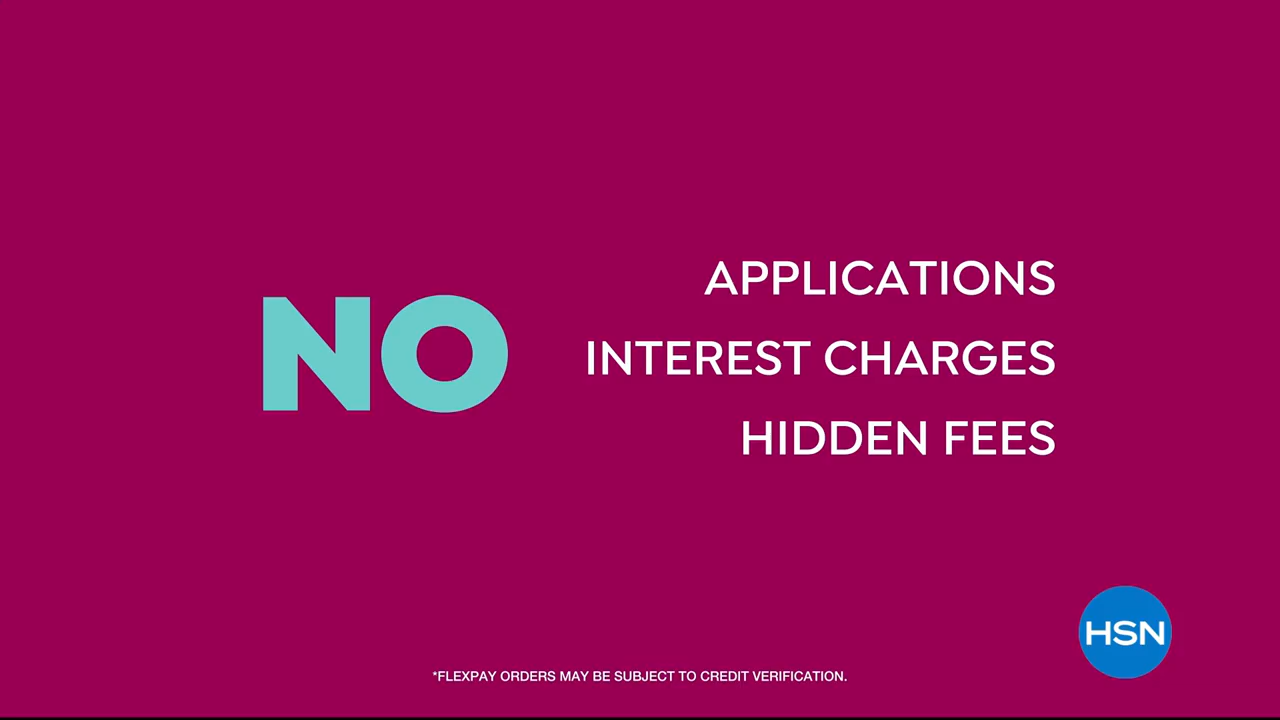 NO
APPLICATIONS
INTEREST CHARGES
HIDDEN FEES
HSN
*FLEXPAY ORDERS MAY BE SUBJECT TO CREDIT VERIFICATION.